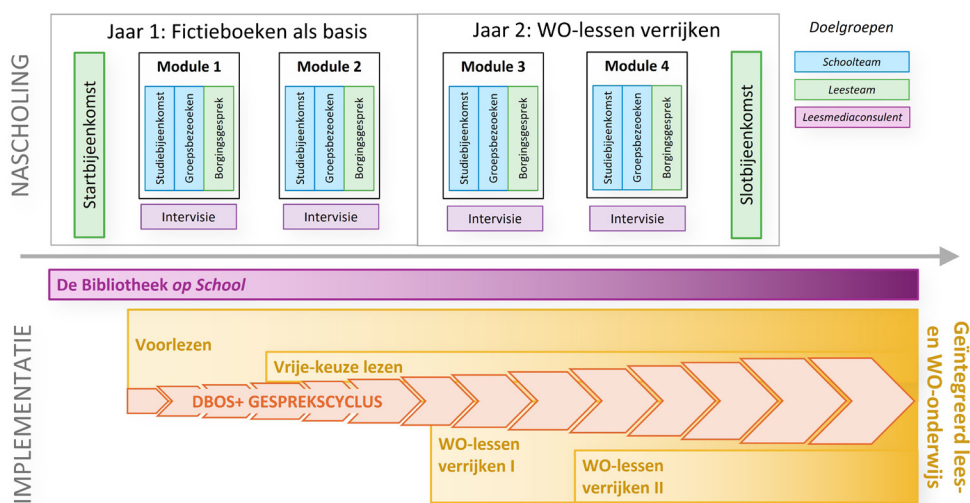 NASCHOLING
Jaar 1: Fictieboeken als basis
Startbijeenkomst
Module 1
Studiebijeenkomst
Groepsbezoeken
Borgingsgesprek
Intervisie
Module 2
Studiebijeenkomst
Groepsbezoeken
Borgingsgesprek
Intervisie
Jaar 2: WO-lessen verrijken
Module 3
Studiebijeenkomst
Groepsbezoeken
Borgingsgesprek
Intervisie
Module 4
Studiebijeenkomst
Groepsbezoeken
Borgingsgesprek
Intervisie
Slotbijeenkomst
Doelgroepen
Schoolteam
Leesteam
Leesmediaconsulent
IMPLEMENTATIE
De Bibliotheek op School
Voorlezen
Vrije-keuze lezen
DBOS+ GESPREKSCYCLUS
WO-lessen
verrijken I
WO-lessen
verrijken II
Geïntegreerd lees-
en WO-onderwijs